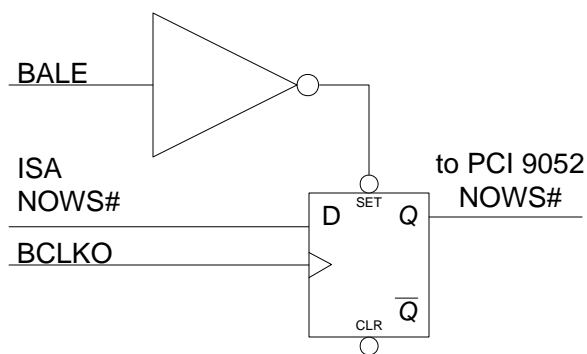 BALE
ISA
NOWS#
BCLKO
to PCI 9052
NOWS#
SET
D
Q
Q̅
CLR